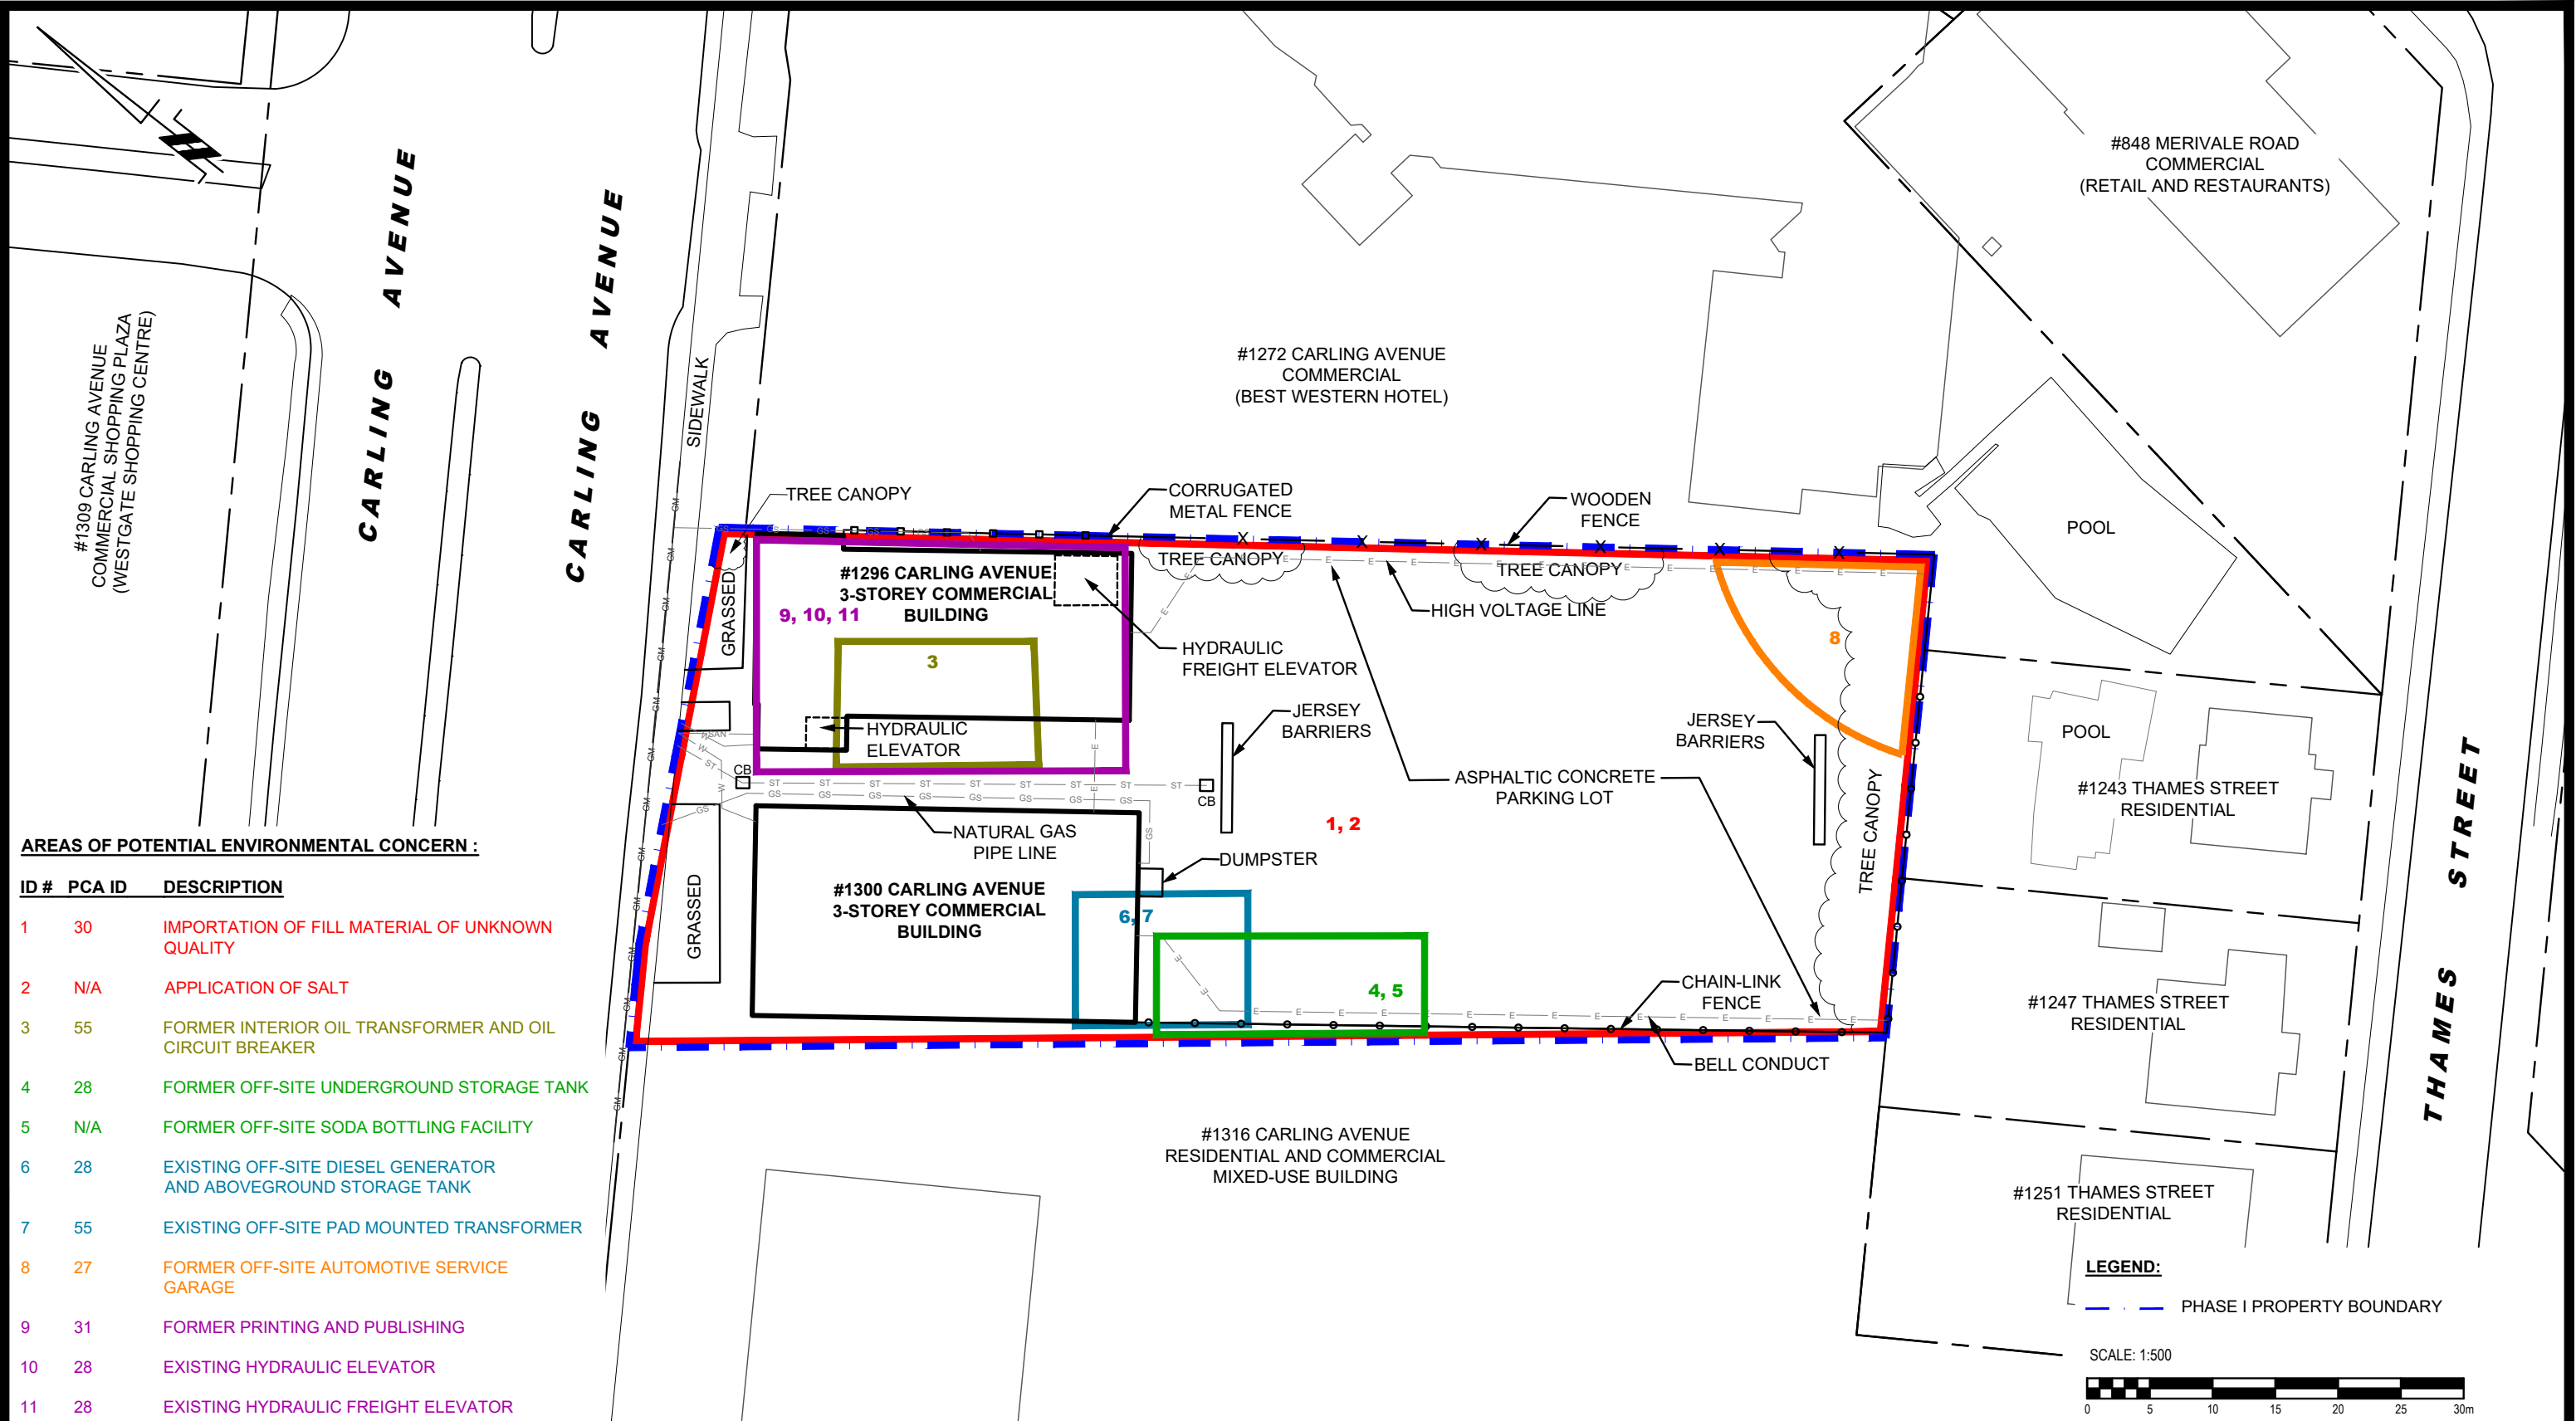 #848 MERIVALE ROAD
COMMERCIAL
(RETAIL AND RESTAURANTS)
CARLING AVENUE
CARLING AVENUE
SIDEWALK
#1309 CARLING AVENUE
COMMERCIAL SHOPPING PLAZA
(WESTGATE SHOPPING CENTRE)
#1272 CARLING AVENUE
COMMERCIAL
(BEST WESTERN HOTEL)
TREE CANOPY
CORRUGATED
METAL FENCE
WOODEN
FENCE
POOL
TREE CANOPY
TREE CANOPY
GRASSED
#1296 CARLING AVENUE
3-STOREY COMMERCIAL
BUILDING
9, 10, 11
3
HIGH VOLTAGE LINE
8
HYDRAULIC
FREIGHT ELEVATOR
HYDRAULIC
ELEVATOR
JERSEY
BARRIERS
JERSEY
BARRIERS
POOL
#1243 THAMES STREET
RESIDENTIAL
THAMES STREET
CB
CB
ASPHALTIC CONCRETE
PARKING LOT
1, 2
TREE CANOPY
NATURAL GAS
PIPE LINE
DUMPSTER
GRASSED
#1300 CARLING AVENUE
3-STOREY COMMERCIAL
BUILDING
6, 7
4, 5
CHAIN-LINK
FENCE
BELL CONDUCT
#1247 THAMES STREET
RESIDENTIAL
#1316 CARLING AVENUE
RESIDENTIAL AND COMMERCIAL
MIXED-USE BUILDING
#1251 THAMES STREET
RESIDENTIAL
AREAS OF POTENTIAL ENVIRONMENTAL CONCERN :
ID # PCA ID DESCRIPTION
1 30 IMPORTATION OF FILL MATERIAL OF UNKNOWN
QUALITY
2 N/A APPLICATION OF SALT
3 55 FORMER INTERIOR OIL TRANSFORMER AND OIL
CIRCUIT BREAKER
4 28 FORMER OFF-SITE UNDERGROUND STORAGE TANK
5 N/A FORMER OFF-SITE SODA BOTTLING FACILITY
6 28 EXISTING OFF-SITE DIESEL GENERATOR
AND ABOVEGROUND STORAGE TANK
7 55 EXISTING OFF-SITE PAD MOUNTED TRANSFORMER
8 27 FORMER OFF-SITE AUTOMOTIVE SERVICE
GARAGE
9 31 FORMER PRINTING AND PUBLISHING
10 28 EXISTING HYDRAULIC ELEVATOR
11 28 EXISTING HYDRAULIC FREIGHT ELEVATOR
LEGEND:
PHASE I PROPERTY BOUNDARY
SCALE: 1:500
0 5 10 15 20 25 30m